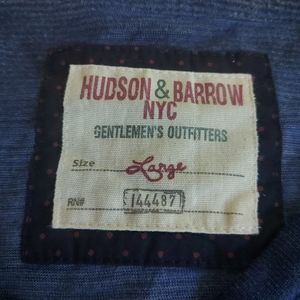 HUDSON & BARROW
NYC
GENTLEMEN'S OUTFITTERS
Size Large
RN# 144487